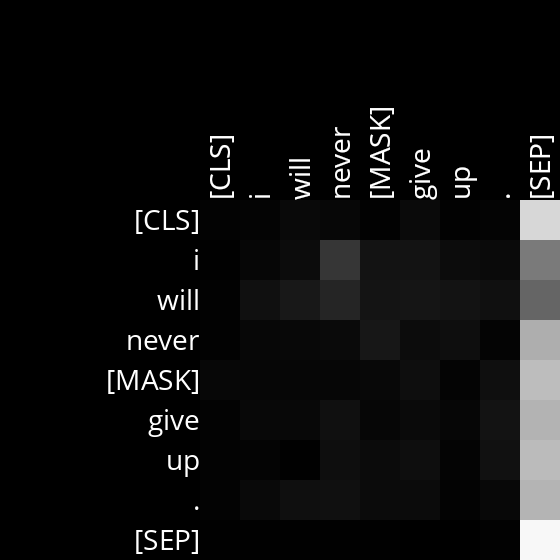 [CLS]
i
will
never
[MASK]
give
up
.
[SEP]
[CLS]
i
will
never
[MASK]
give
up
.
[SEP]